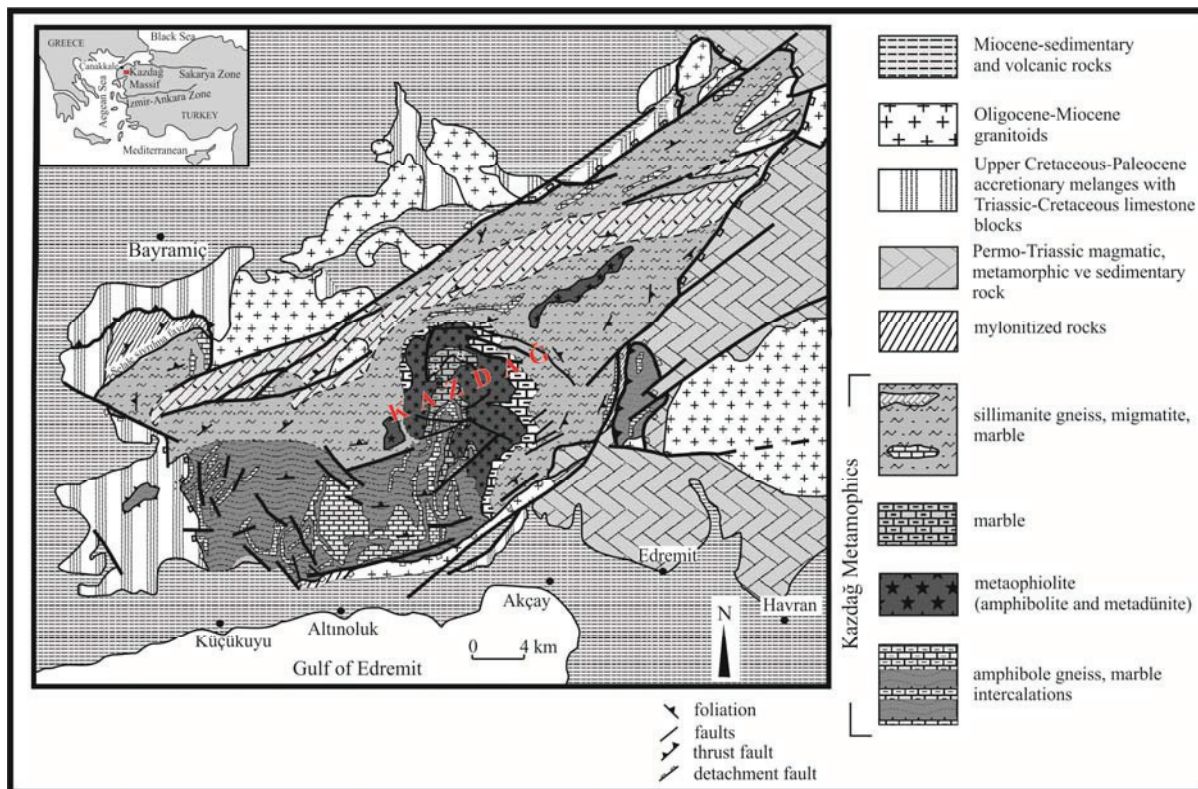 GREECE
Black Sea
Çanakkale
Kazdağ
Massif
Sakarya Zone
Aegean Sea
İzmir-Ankara Zone
TURKEY
Mediterranean
Bayramiç
KAZDAĞ
Edremit
Akçay
Havran
Altınoluk
Küçükuyu
Gulf of Edremit
0 4 km
N
foliation
faults
thrust fault
detachment fault
Miocene-sedimentary
and volcanic rocks
Oligocene-Miocene
granitoids
Upper Cretaceous-Paleocene
accretionary melanges with
Triassic-Cretaceous limestone
blocks
Permo-Triassic magmatic,
metamorphic ve sedimentary
rock
mylonitized rocks
Kazdağ Metamophics
sillimanite gneiss, migmatite,
marble
marble
metaophiolite
(amphibolite and metadünite)
amphibole gneiss, marble
intercalations